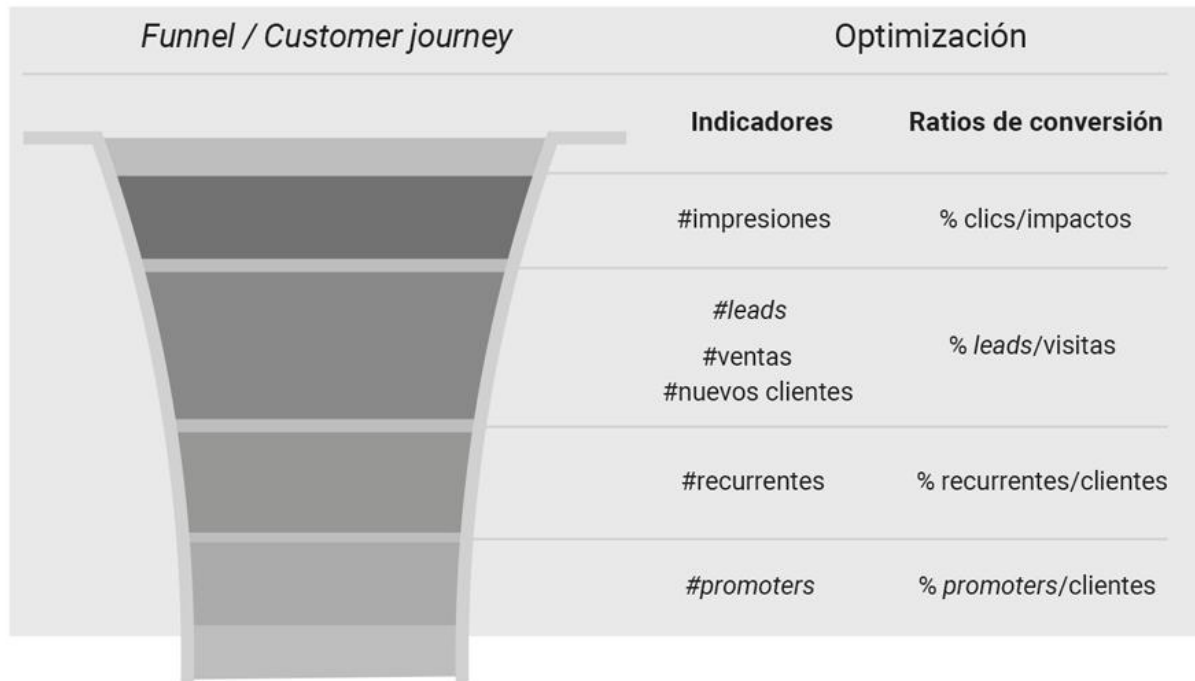 Funnel / Customer journey
Optimización
Indicadores
Ratios de conversión
#impresiones
% clics/impactos
#leads
#ventas
#nuevos clientes
% leads/visitas
#recurrentes
% recurrentes/clientes
#promoters
% promoters/clientes